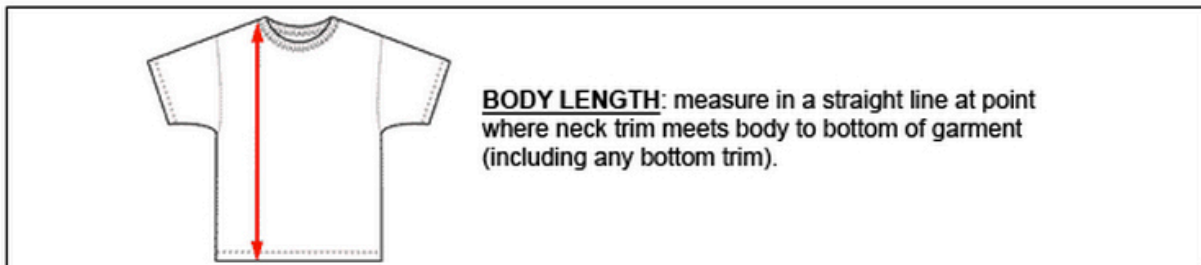 BODY LENGTH: measure in a straight line at point
where neck trim meets body to bottom of garment
(including any bottom trim).